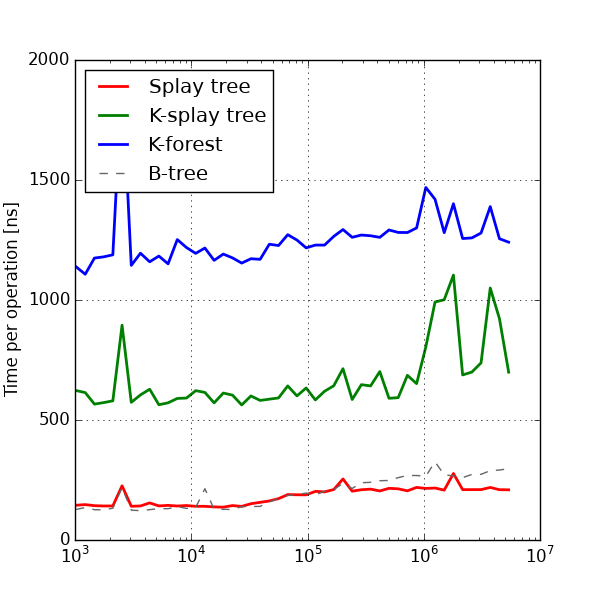 2000
1500
1000
500
0
Time per operation [ns]
Splay tree
K-splay tree
K-forest
B-tree
10^3 10^4 10^5 10^6 10^7